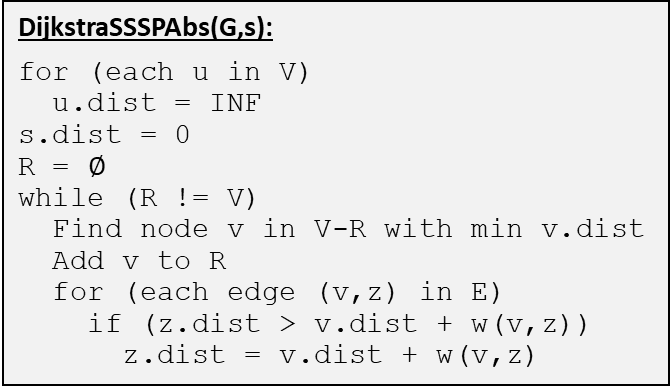 DijkstraSSSPAbs(G,s):
for (each u in V)
  u.dist = INF
s.dist = 0
R = Ø
while (R != V)
  Find node v in V-R with min v.dist
  Add v to R
  for (each edge (v,z) in E)
    if (z.dist > v.dist + w(v,z))
      z.dist = v.dist + w(v,z)